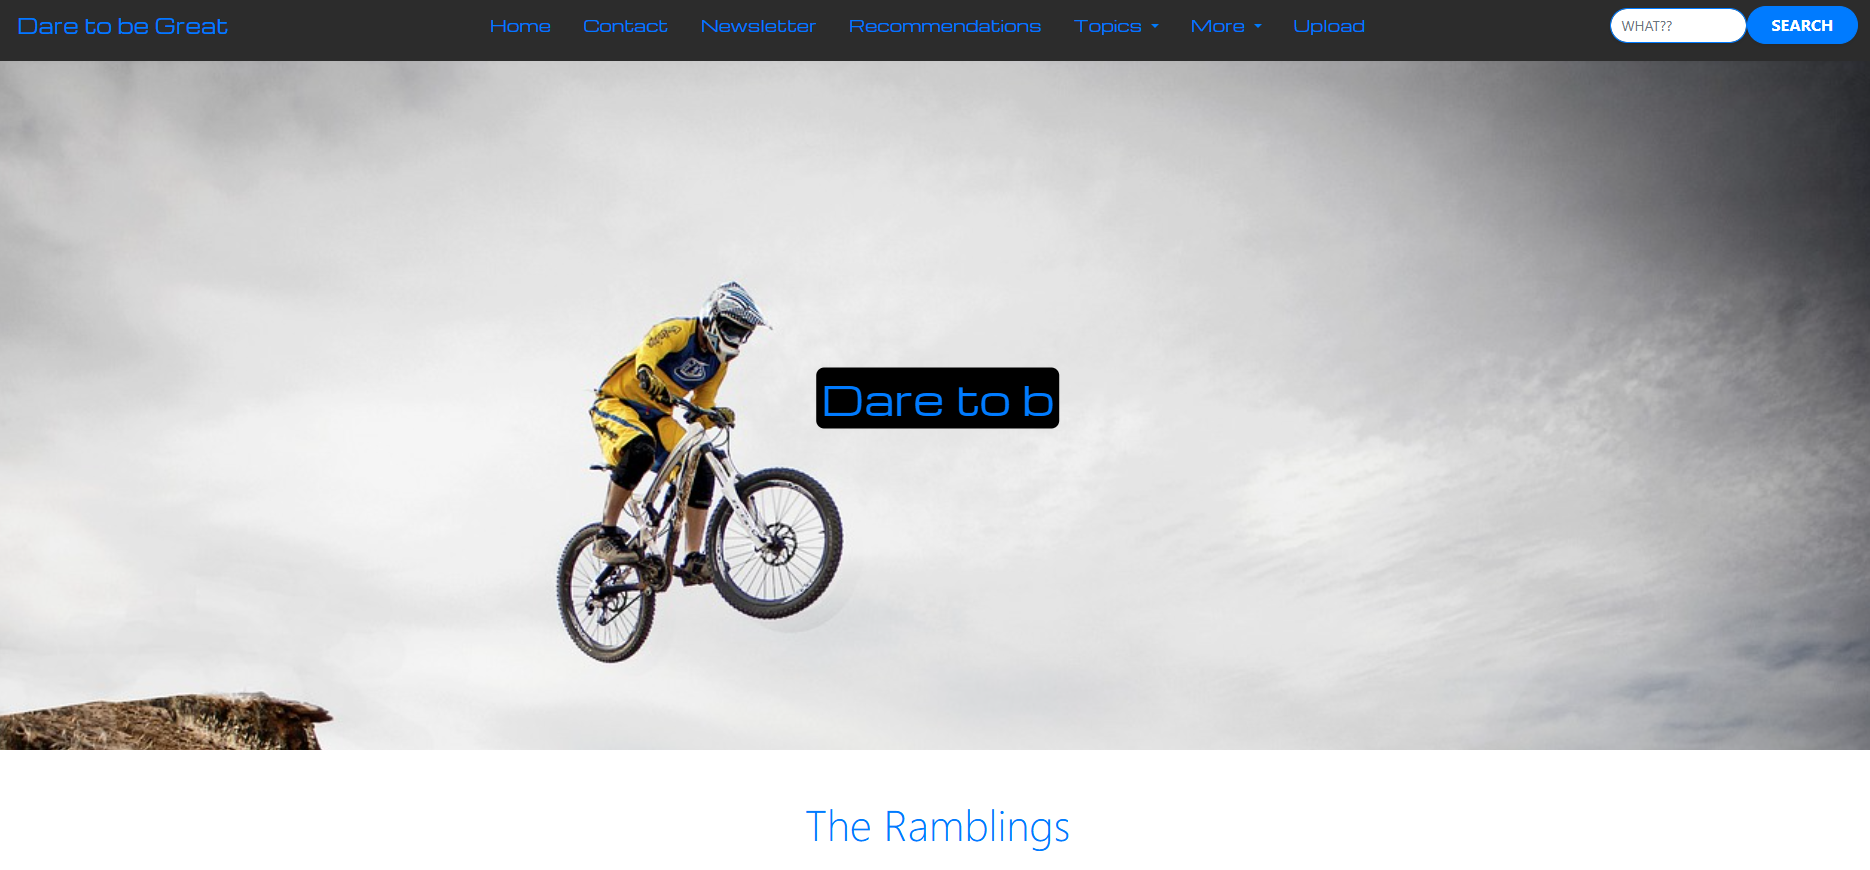 Dare to be Great Home Contact Newsletter Recommendations Topics More Upload WHAT?? SEARCH
Dare to b
The Ramblings